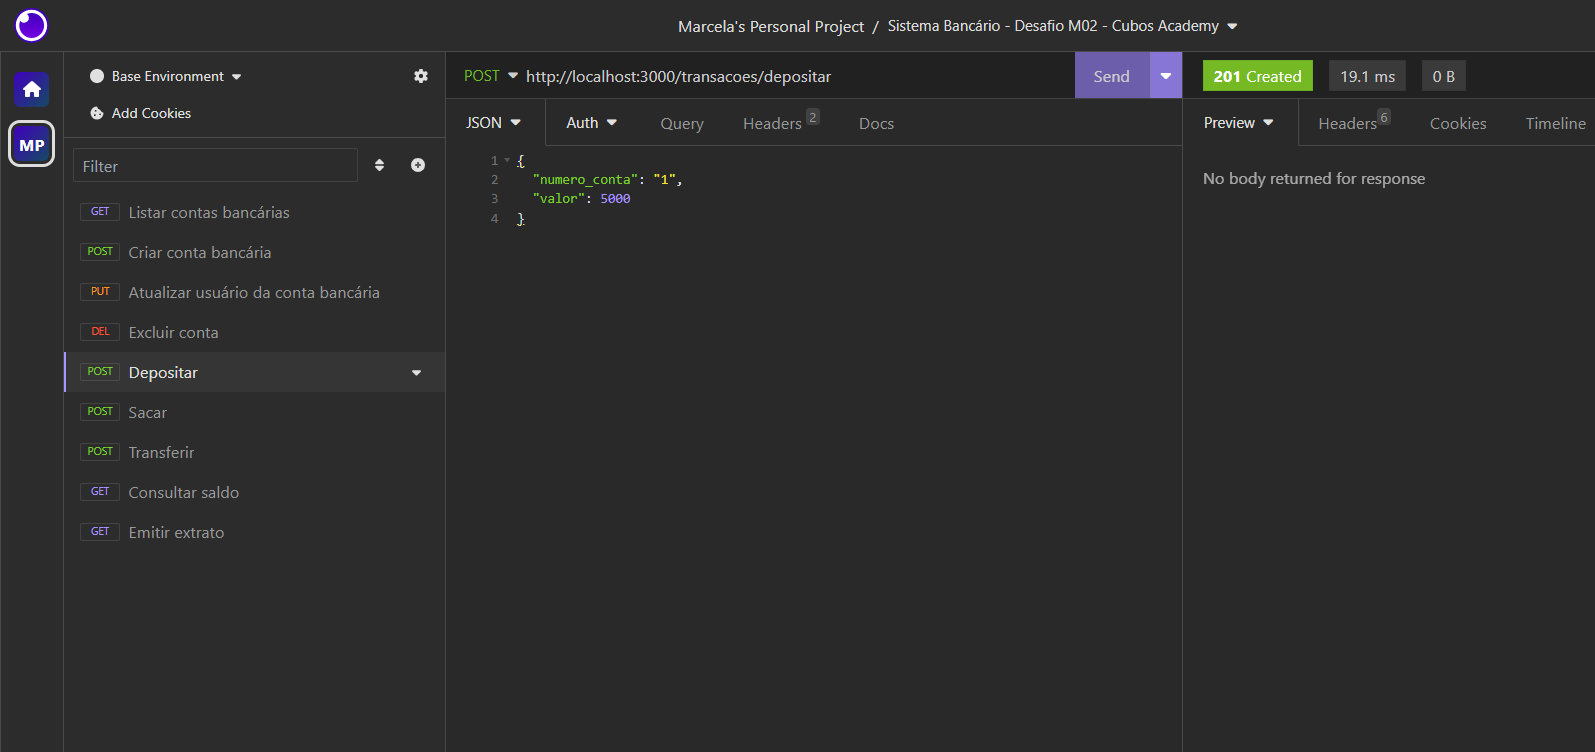 Marcela's Personal Project / Sistema Bancário - Desafio M02 - Cubos Academy
MP
Base Environment
Add Cookies
Filter
GET Listar contas bancárias
POST Criar conta bancária
PUT Atualizar usuário da conta bancária
DEL Excluir conta
POST Depositar
POST Sacar
POST Transferir
GET Consultar saldo
GET Emitir extrato
POST http://localhost:3000/transacoes/depositar Send
JSON Auth Query Headers 2 Docs
1 {
2 "numero_conta": "1",
3 "valor": 5000
4 }
201 Created 19.1 ms 0 B
Preview Headers 6 Cookies Timeline
No body returned for response